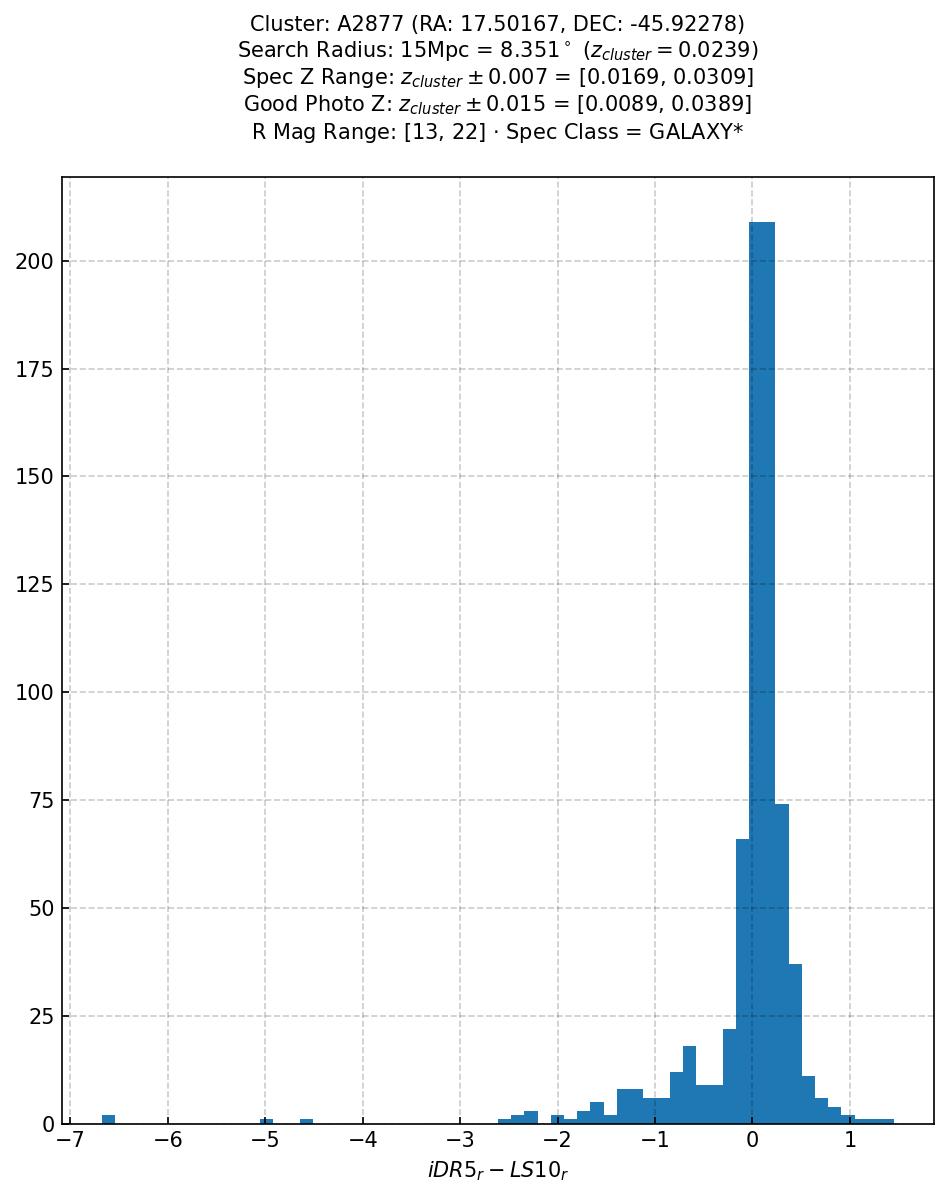 Cluster: A2877 (RA: 17.50167, DEC: -45.92278)
Search Radius: 15Mpc = 8.351° (z_cluster = 0.0239)
Spec Z Range: z_cluster ± 0.007 = [0.0169, 0.0309]
Good Photo Z: z_cluster ± 0.015 = [0.0089, 0.0389]
R Mag Range: [13, 22] · Spec Class = GALAXY*
200
175
150
125
100
75
50
25
0
−7 −6 −5 −4 −3 −2 −1 0 1
iDR5_r − LS10_r